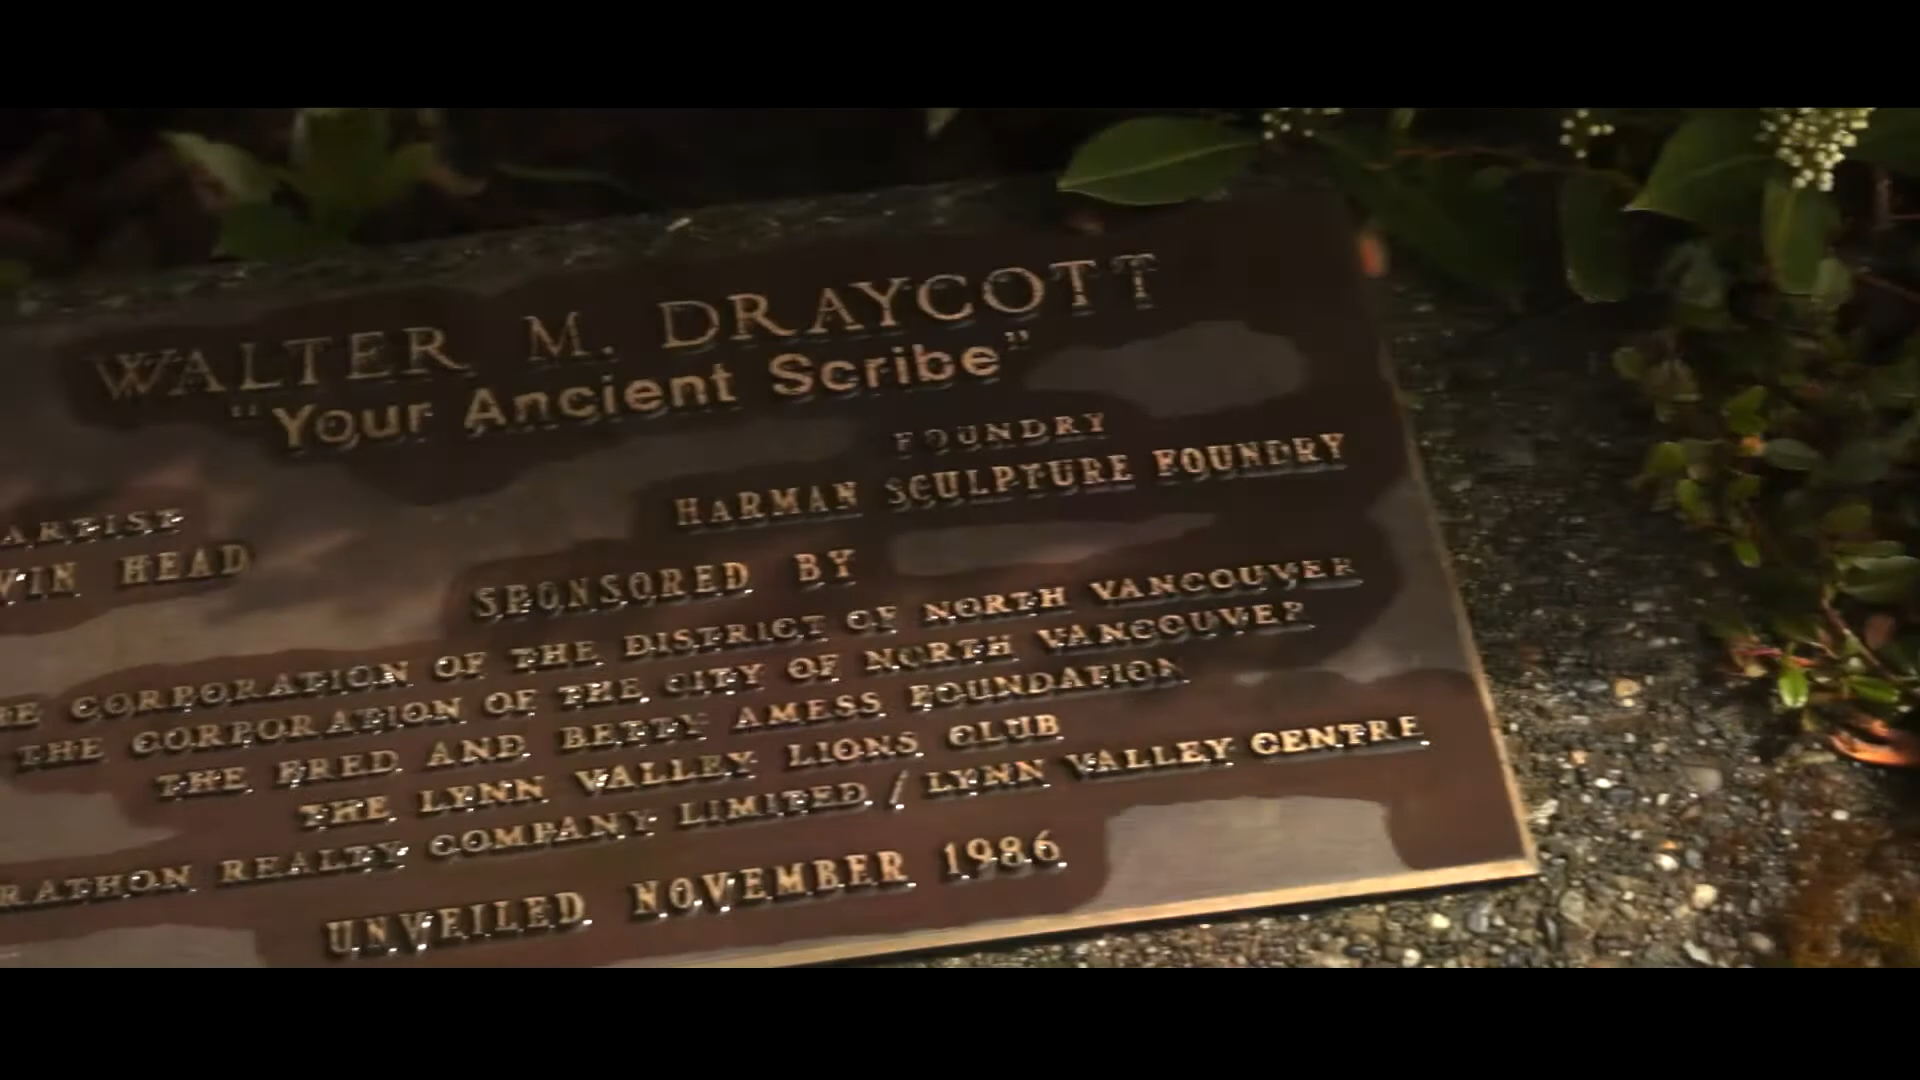 WALTER M. DRAYCOTT
"Your Ancient Scribe"
FOUNDRY
HARMAN SCULPTURE FOUNDRY
ARTIST
HEAD
SPONSORED BY
CORPORATION OF THE DISTRICT OF NORTH VANCOUVER
THE CORPORATION OF THE CITY OF NORTH VANCOUVER
THE FRED AND BETTY AMESS FOUNDATION
THE LYNN VALLEY LIONS CLUB
RATHON REALTY COMPANY LIMITED / LYNN VALLEY CENTRE
UNVEILED NOVEMBER 1986